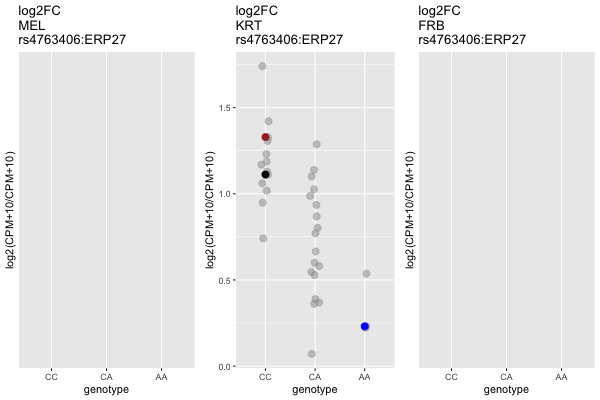 log2FC
MEL
rs4763406:ERP27
log2(CPM+10/CPM+10)
CC CA AA
genotype
log2FC
KRT
rs4763406:ERP27
log2(CPM+10/CPM+10)
1.5
1.0
0.5
0.0
CC CA AA
genotype
log2FC
FRB
rs4763406:ERP27
log2(CPM+10/CPM+10)
CC CA AA
genotype